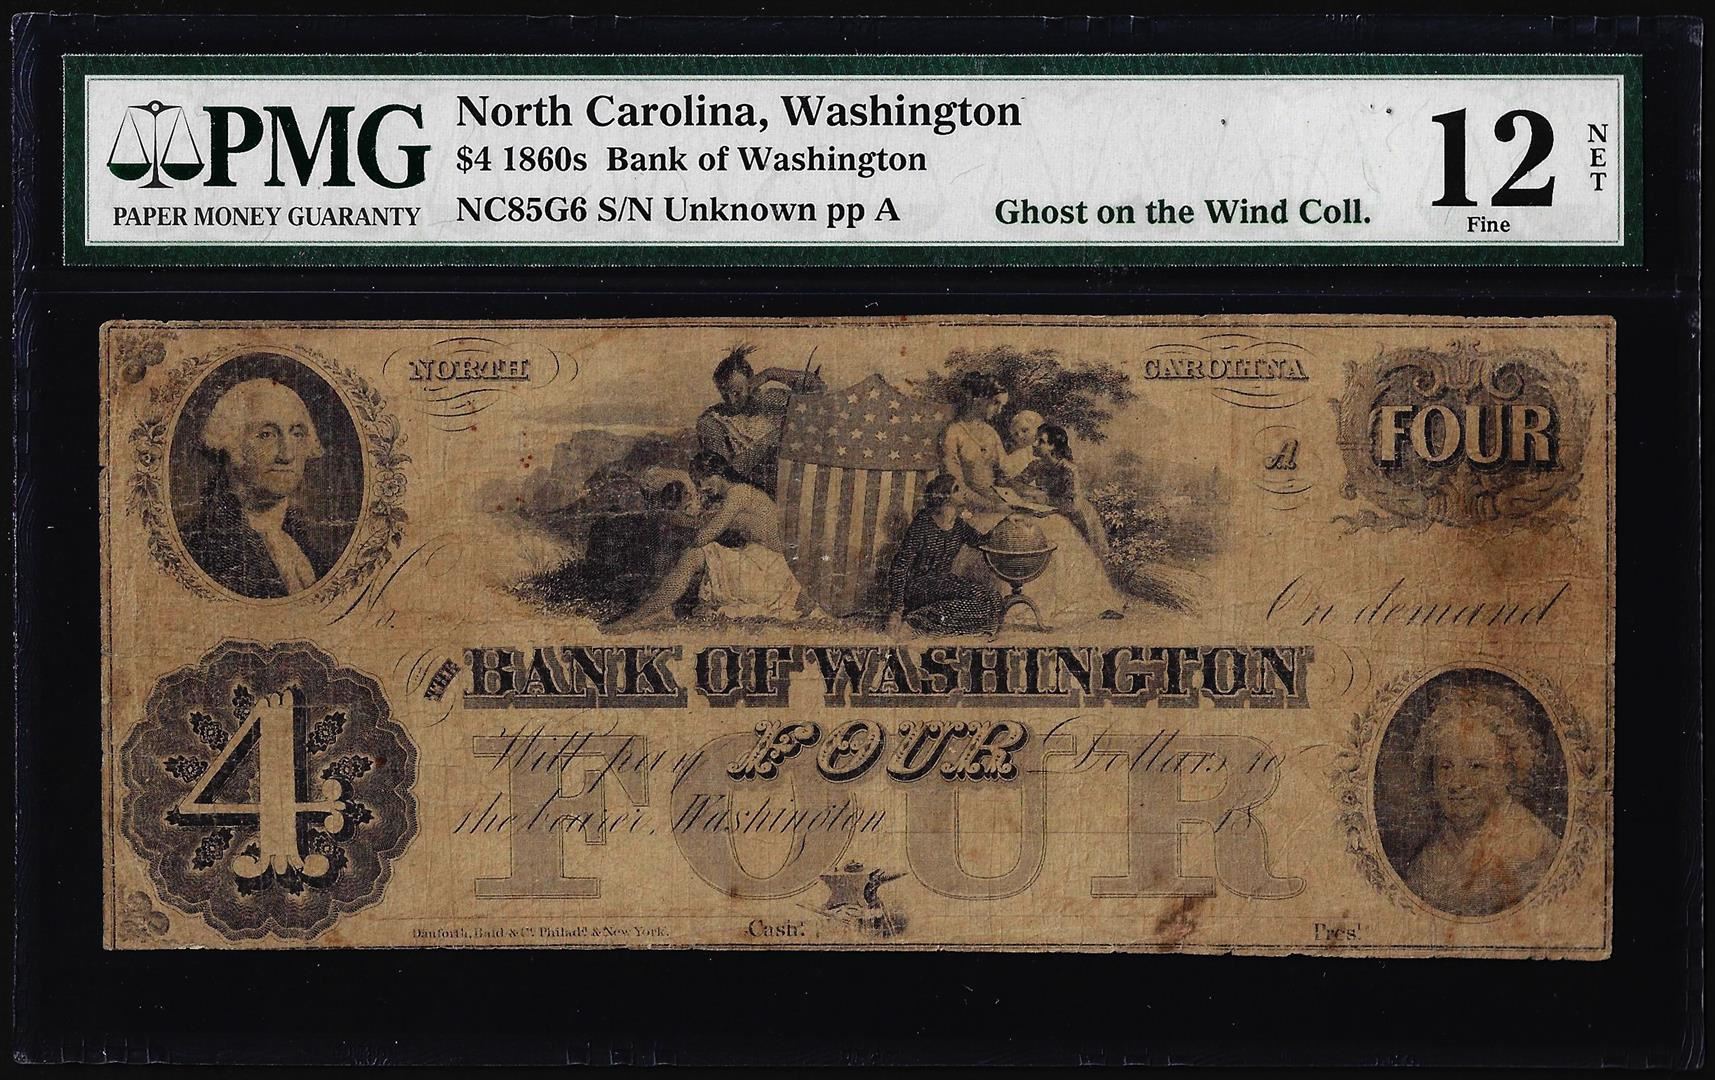 PMG
PAPER MONEY GUARANTY
North Carolina, Washington
$4 1860s Bank of Washington
NC85G6 S/N Unknown pp A
Ghost on the Wind Coll.
12
Fine
NET
NORTH
CAROLINA
A
FOUR
No.
On demand
THE BANK OF WASHINGTON
Will pay FOUR Dollars to
FOUR
the bearer, Washington 18
4
Danforth, Bald & Co. Philada. & New York.
Cashr.
Prest.